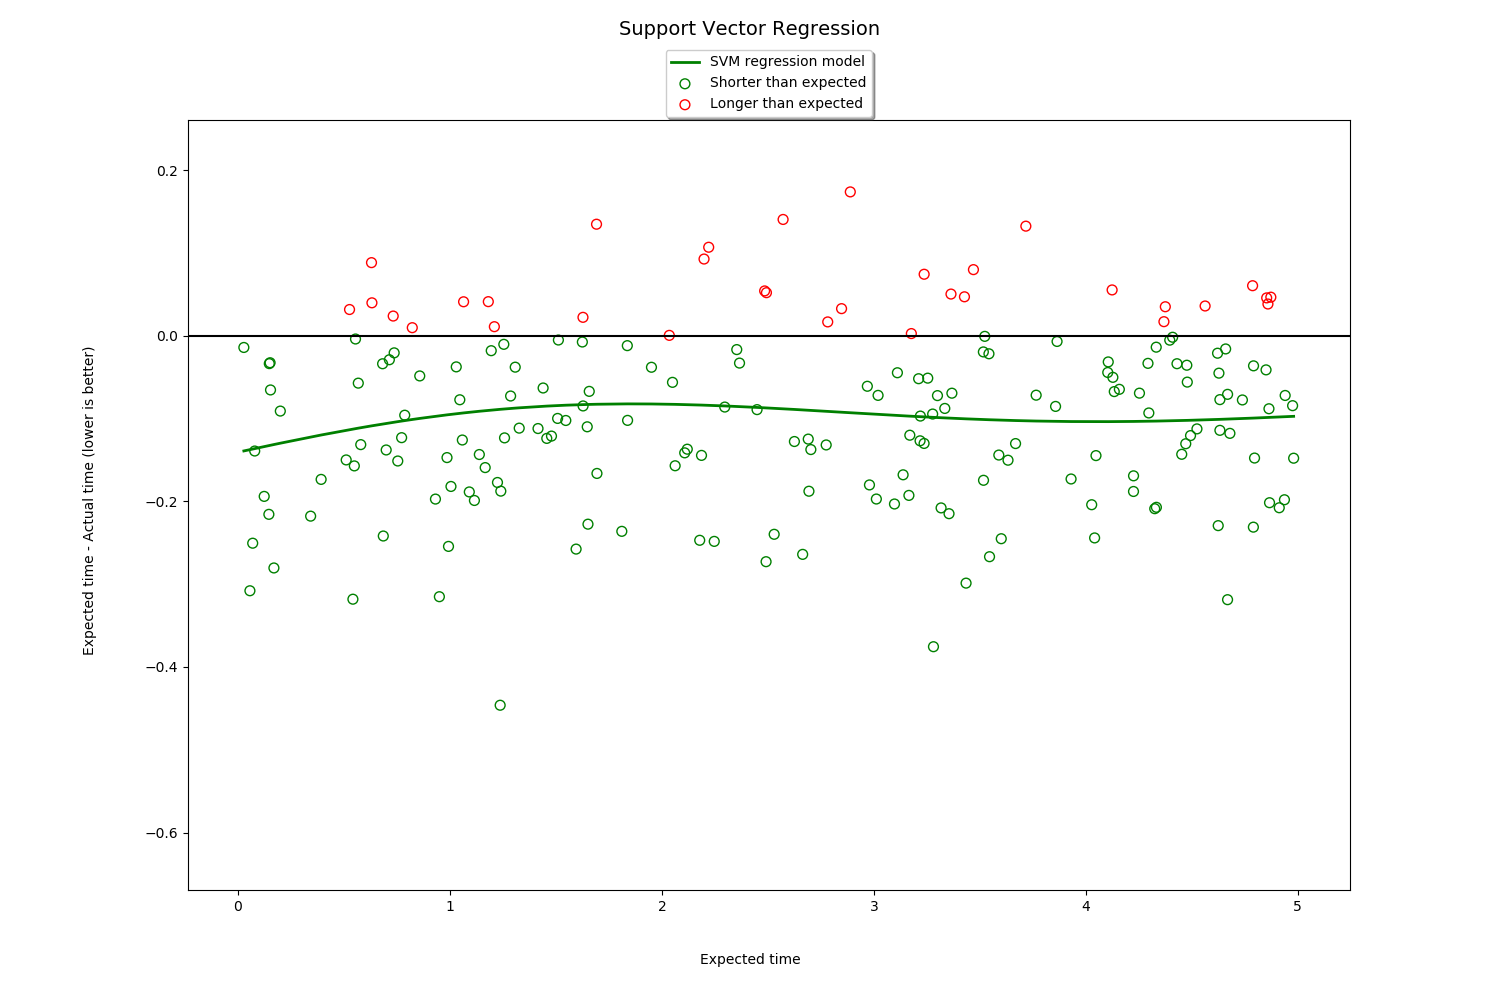 Support Vector Regression
SVM regression model
Shorter than expected
Longer than expected
0.2
0.0
−0.2
−0.4
−0.6
Expected time - Actual time (lower is better)
0 1 2 3 4 5
Expected time